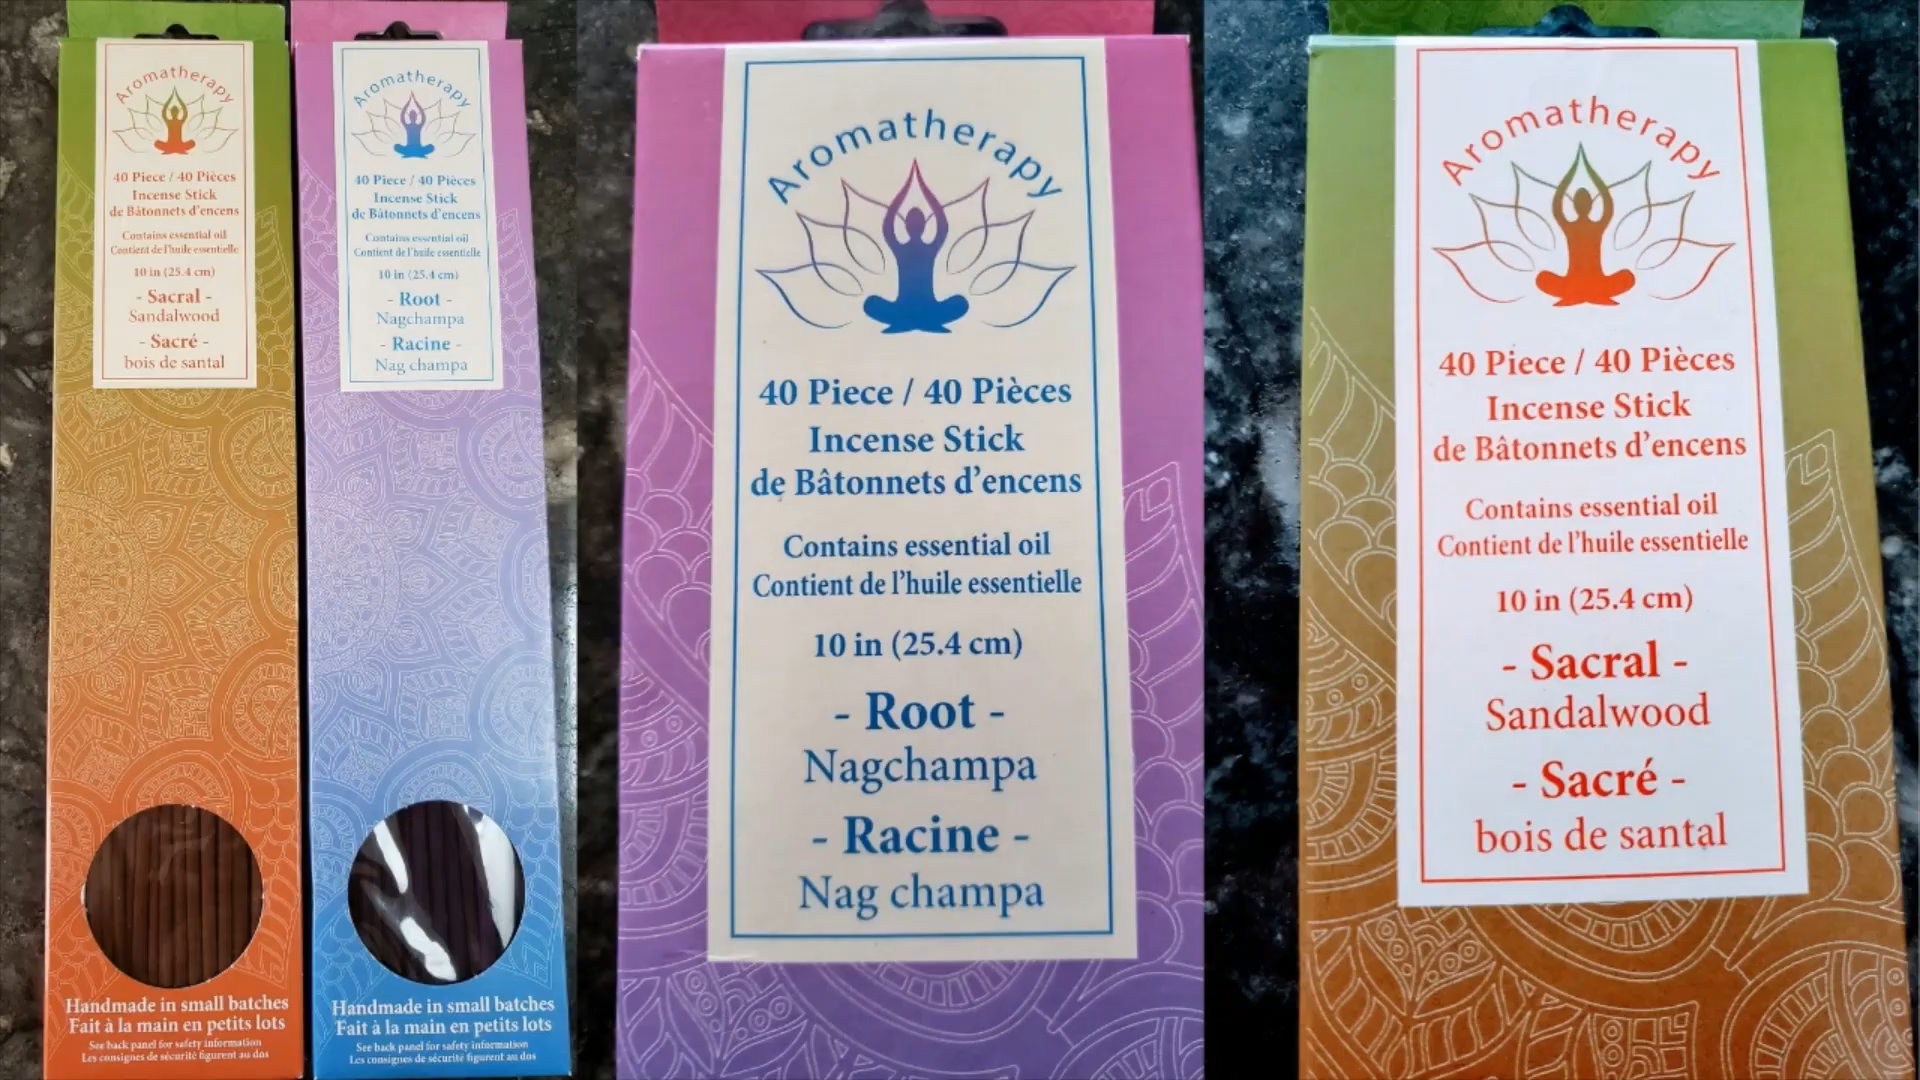 Aromatherapy
40 Piece / 40 Pièces
Incense Stick
de Bâtonnets d'encens
Contains essential oil
Contient de l'huile essentielle
10 in (25.4 cm)
- Sacral -
Sandalwood
- Sacré -
bois de santal
Handmade in small batches
Fait à la main en petits lots
See back panel for safety information
Les consignes de sécurité figurent au dos
Aromatherapy
40 Piece / 40 Pièces
Incense Stick
de Bâtonnets d'encens
Contains essential oil
Contient de l'huile essentielle
10 in (25.4 cm)
- Root -
Nagchampa
- Racine -
Nag champa
Handmade in small batches
Fait à la main en petits lots
See back panel for safety information
Les consignes de sécurité figurent au dos
Aromatherapy
40 Piece / 40 Pièces
Incense Stick
de Bâtonnets d'encens
Contains essential oil
Contient de l'huile essentielle
10 in (25.4 cm)
- Root -
Nagchampa
- Racine -
Nag champa
Aromatherapy
40 Piece / 40 Pièces
Incense Stick
de Bâtonnets d'encens
Contains essential oil
Contient de l'huile essentielle
10 in (25.4 cm)
- Sacral -
Sandalwood
- Sacré -
bois de santal